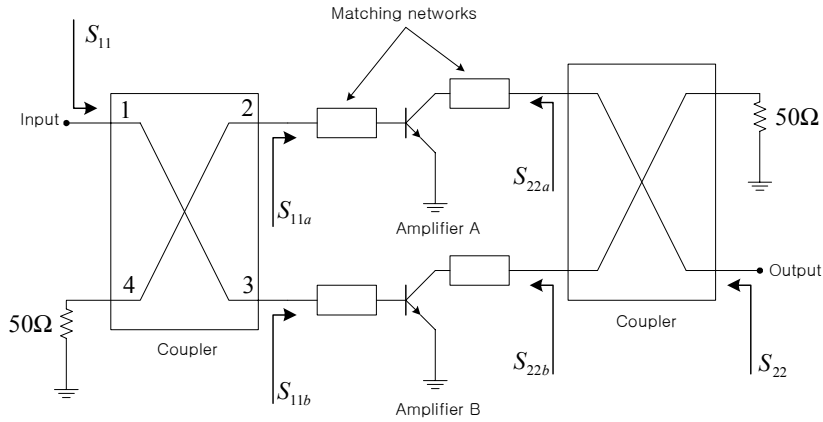 Matching networks
S11
1
2
Input
S11a
S22a
50Ω
Amplifier A
4
3
Output
50Ω
Coupler
S11b
S22b
Coupler
S22
Amplifier B